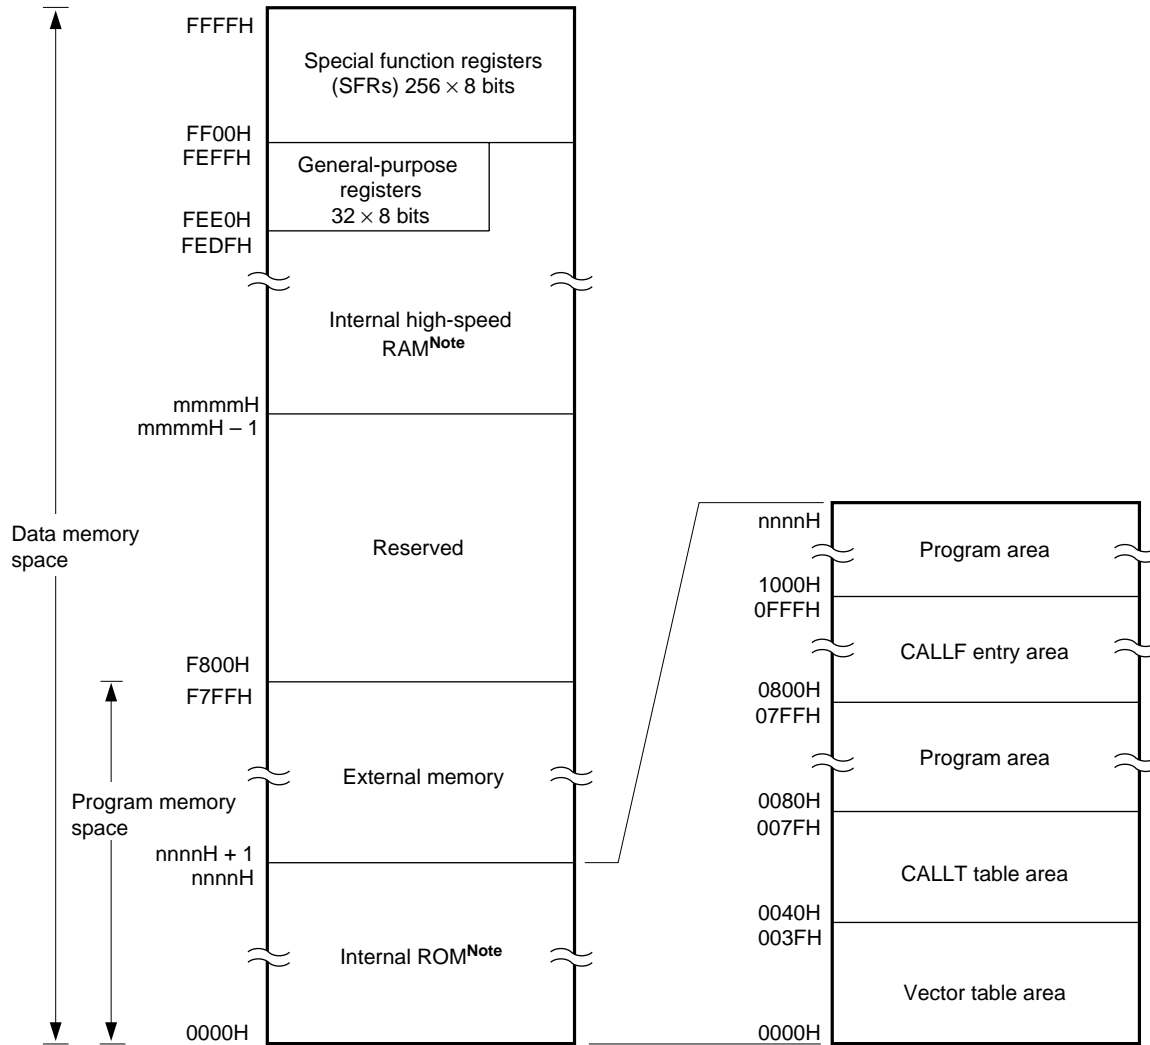 FFFFH
Special function registers
(SFRs) 256 × 8 bits
FF00H
FEFFH
General-purpose
registers
32 × 8 bits
FEE0H
FEDFH
Internal high-speed
RAMNote
mmmmH
mmmmH – 1
Data memory
space
Reserved
F800H
F7FFH
External memory
Program memory
space
nnnnH + 1
nnnnH
Internal ROMNote
0000H
nnnnH
Program area
1000H
0FFFH
CALLF entry area
0800H
07FFH
Program area
0080H
007FH
CALLT table area
0040H
003FH
Vector table area
0000H